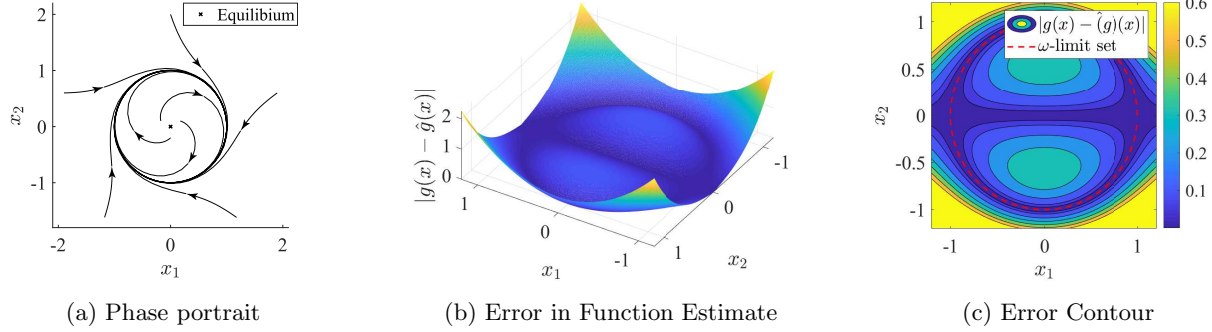 Equilibium
2
1
0
-1
x₂
-2
0
2
x₁
(a) Phase portrait
|g(x) − ĝ(x)|
2
1
0
1
0
-1
x₁
-1
0
1
x₂
(b) Error in Function Estimate
|g(x) − (ĝ)(x)|
ω-limit set
1
0.5
0
-0.5
-1
x₂
-1
0
1
x₁
0.6
0.5
0.4
0.3
0.2
0.1
(c) Error Contour